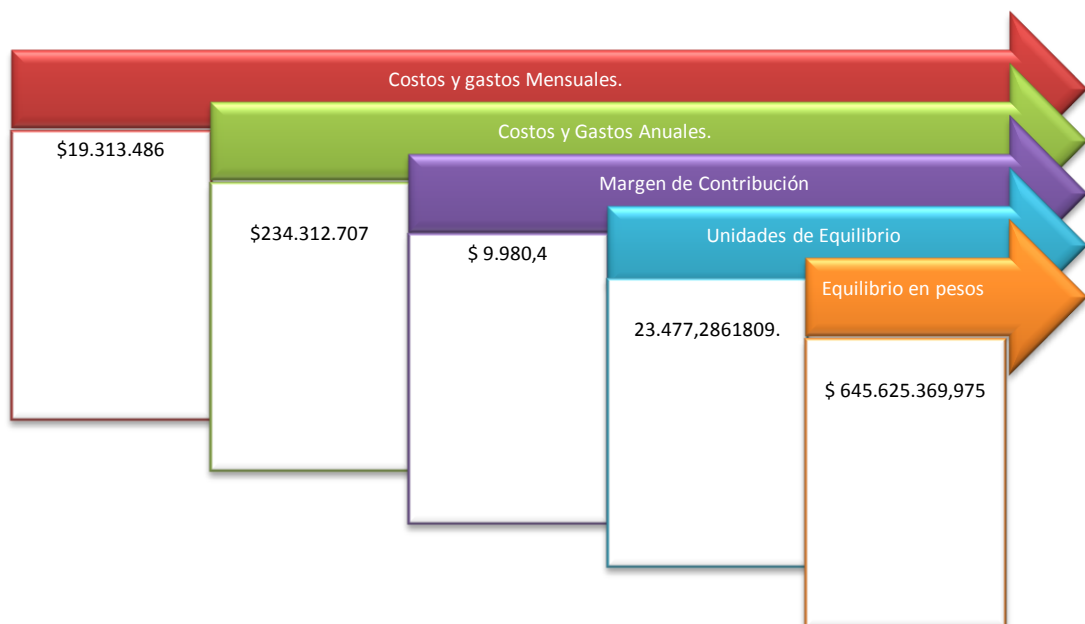 Costos y gastos Mensuales.
$19.313.486
Costos y Gastos Anuales.
$234.312.707
Margen de Contribución
$ 9.980,4
Unidades de Equilibrio
23.477,2861809.
Equilibrio en pesos
$ 645.625.369,975